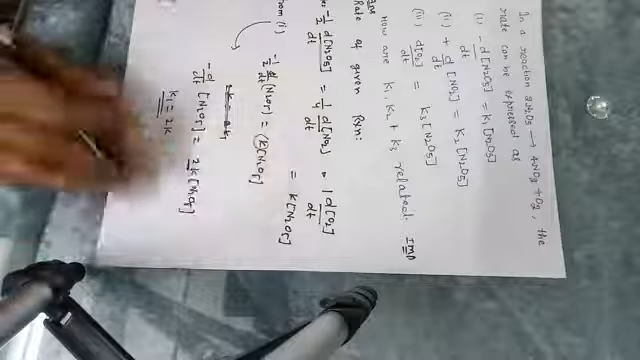 In a reaction 2N2O5 → 4NO2 + O2, the
rate can be expressed as
(i) - d[N2O5]/dt = K1[N2O5]
(ii) + d/dt [NO2] = K2[N2O5]
(iii) d[O2]/dt = K3[N2O5]
How are K1, K2 + K3 related. IMP
Rate of given Rxn:
-1/2 d[N2O5]/dt = 1/4 d[NO2]/dt = 1 d[O2]/dt
= K[N2O5]
from (i)
-1/2 d/dt [N2O5] = K[N2O5]
-d/dt [N2O5] = 2K[N2O5]
K1 = 2K